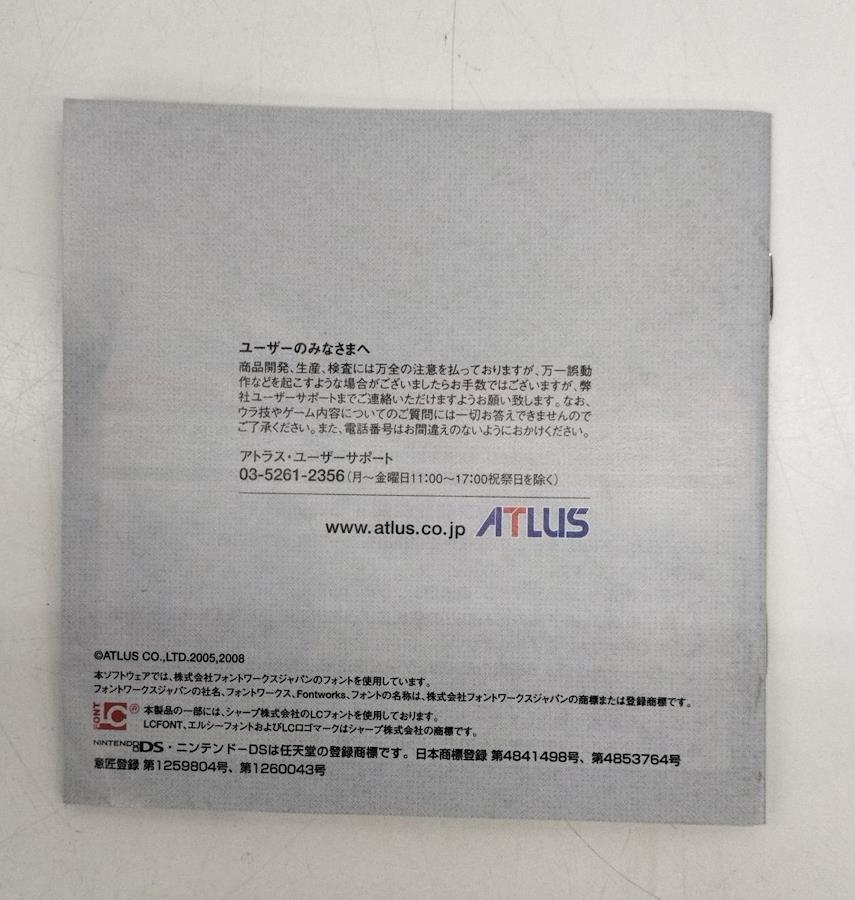 ユーザーのみなさまへ
商品開発、生産、検査には万全の注意を払っておりますが、万一誤動
作などを起こすような場合がございましたらお手数ではございますが、弊
社ユーザーサポートまでご連絡いただけますようお願い致します。なお、
ウラ技やゲーム内容についてのご質問には一切お答えできませんので
ご了承ください。また、電話番号はお間違えのないようにおかけください。
アトラス・ユーザーサポート
03-5261-2356(月〜金曜日11:00〜17:00祝祭日を除く)
www.atlus.co.jp ATLUS
©ATLUS CO.,LTD.2005,2008
本ソフトウェアでは、株式会社フォントワークスジャパンのフォントを使用しています。
フォントワークスジャパンの社名、フォントワークス、Fontworks、フォントの名称は、株式会社フォントワークスジャパンの商標または登録商標です。
LC FONT ® 本製品の一部には、シャープ株式会社のLCフォントを使用しております。
LCFONT、エルシーフォントおよびLCロゴマークはシャープ株式会社の商標です。
NINTENDO DS・ニンテンドーDSは任天堂の登録商標です。日本商標登録 第4841498号、第4853764号
意匠登録 第1259804号、第1260043号